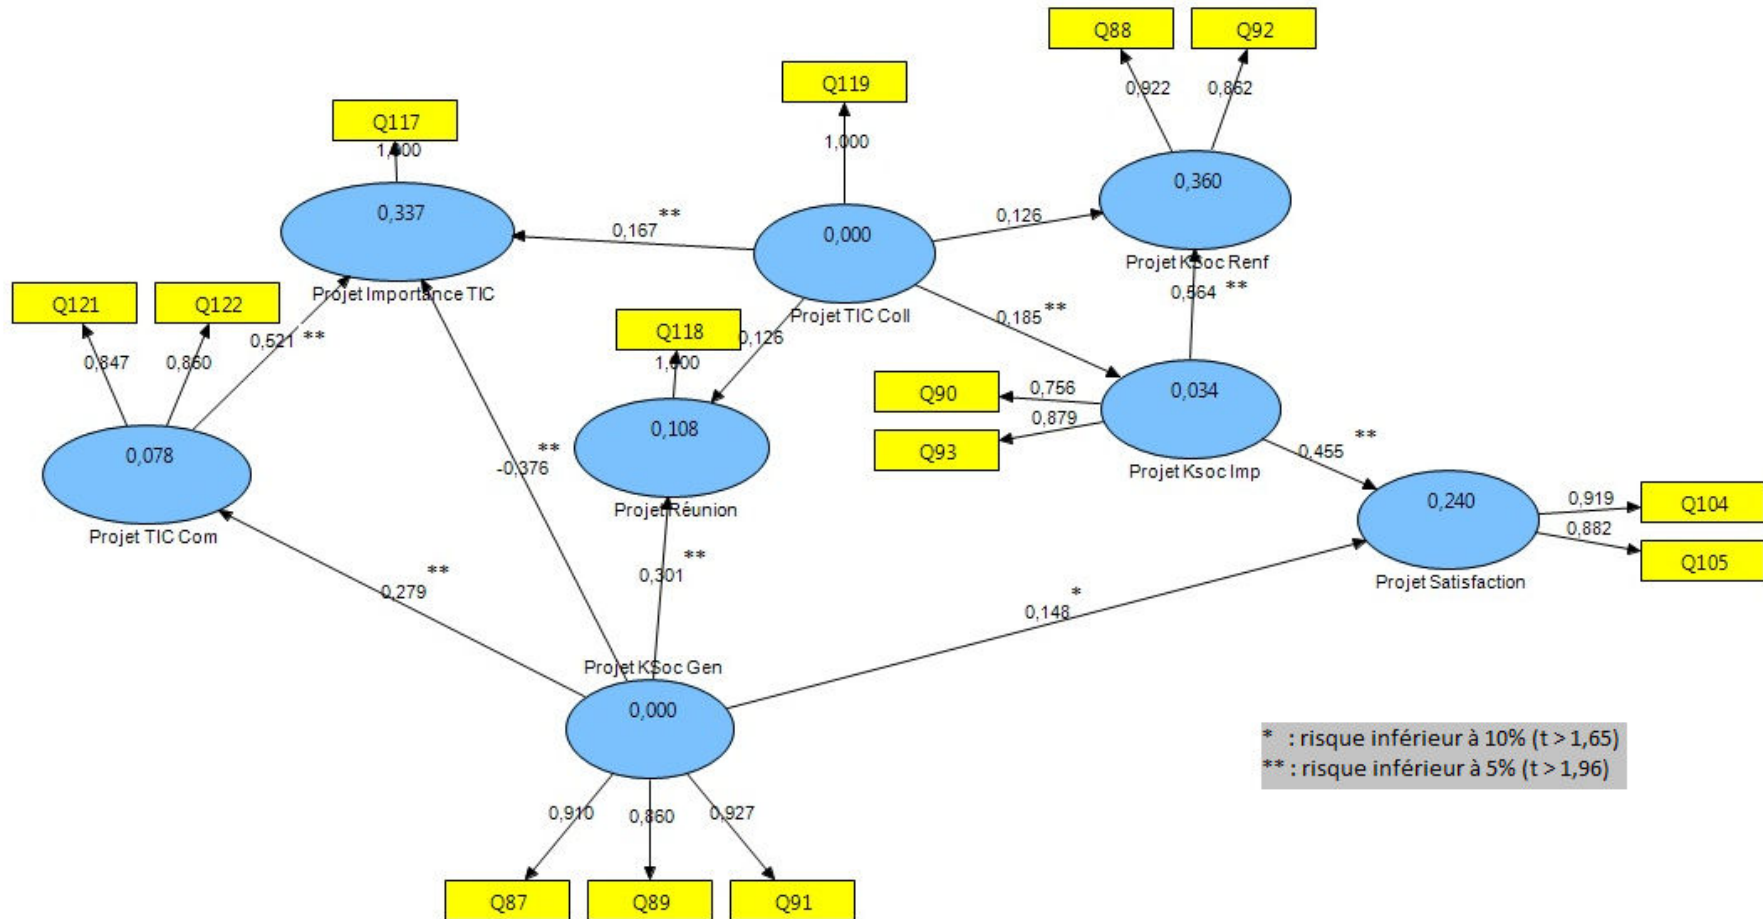 Q88
Q92
Q119
0,922
0,862
Q117
1,000
1,000
0,360
0,337
0,167
**
0,000
0,126
Projet KSoc Renf
Projet Importance TIC
Projet TIC Coll
0,564
**
Q121
Q122
0,521
**
Q118
0,185
**
0,847
0,860
1,000
0,126
Q90
0,756
0,034
0,879
Q93
0,108
Projet Ksoc Imp
0,455
**
0,078
-0,376
**
Projet Réunion
0,240
0,919
Q104
0,882
Q105
Projet TIC Com
Projet Satisfaction
0,279
**
0,301
**
0,148
*
Projet KSoc Gen
0,000
* : risque inférieur à 10% (t > 1,65)
** : risque inférieur à 5% (t > 1,96)
0,910
0,860
0,927
Q87
Q89
Q91